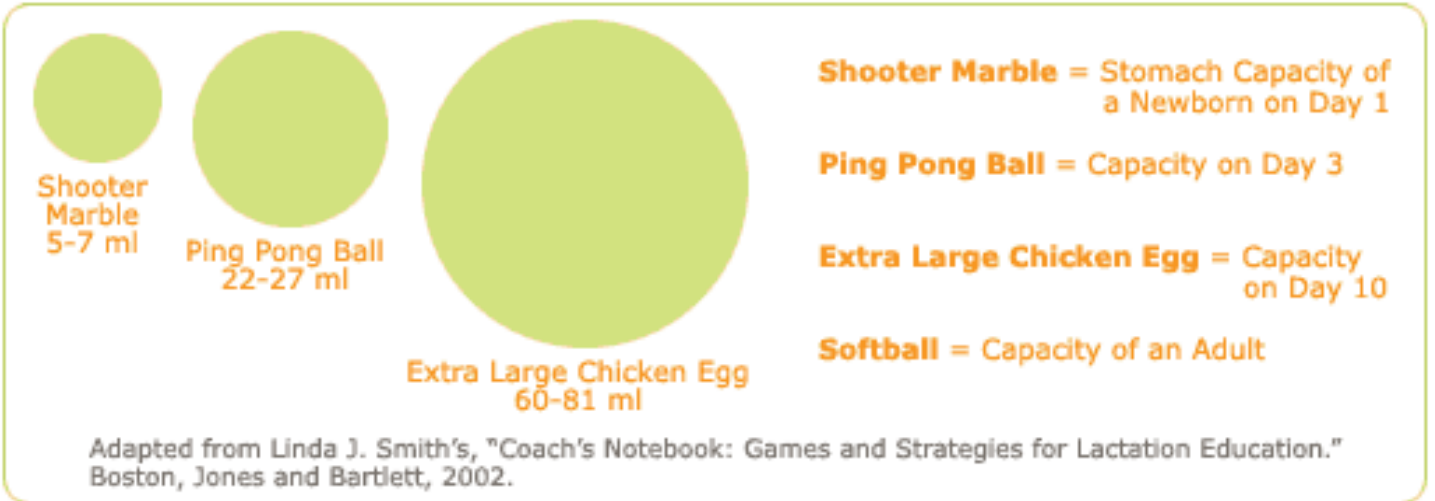 Shooter
Marble
5-7 ml
Ping Pong Ball
22-27 ml
Extra Large Chicken Egg
60-81 ml
Shooter Marble = Stomach Capacity of
a Newborn on Day 1
Ping Pong Ball = Capacity on Day 3
Extra Large Chicken Egg = Capacity
on Day 10
Softball = Capacity of an Adult
Adapted from Linda J. Smith’s, “Coach’s Notebook: Games and Strategies for Lactation Education.”
Boston, Jones and Bartlett, 2002.